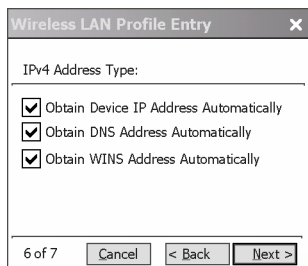 Wireless LAN Profile Entry X
IPv4 Address Type:
Obtain Device IP Address Automatically
Obtain DNS Address Automatically
Obtain WINS Address Automatically
6 of 7 Cancel < Back Next >